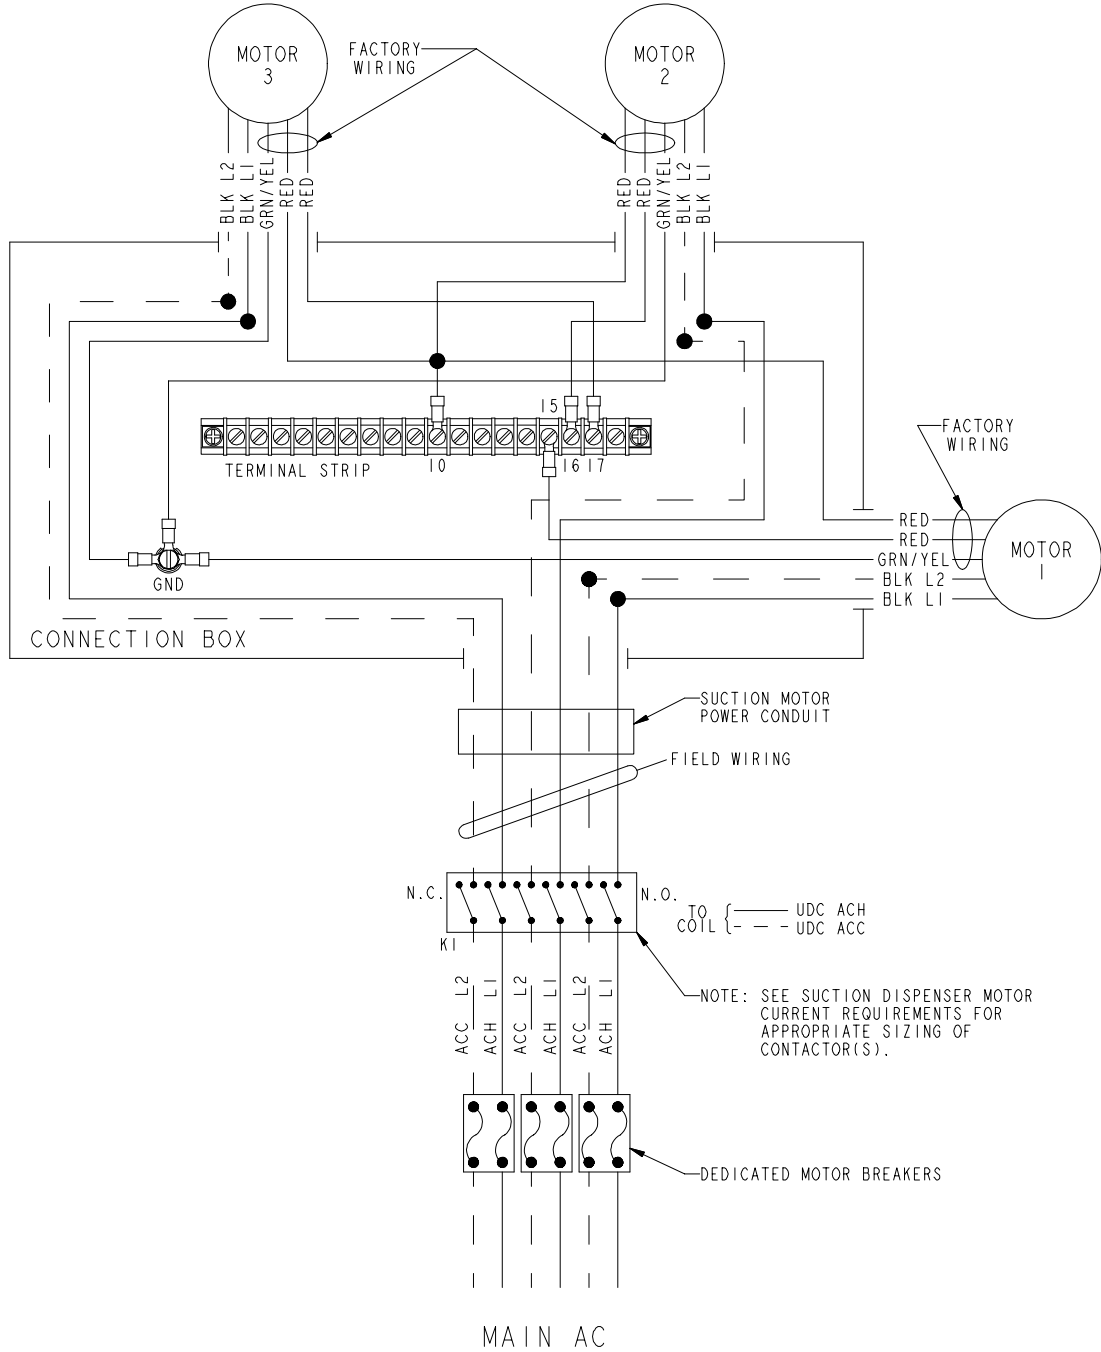 MOTOR
3
FACTORY
WIRING
MOTOR
2
BLK L2
BLK L1
GRN/YEL
RED
RED
RED
RED
GRN/YEL
BLK L2
BLK L1
15
TERMINAL STRIP
10
16
17
FACTORY
WIRING
RED
RED
GRN/YEL
BLK L2
BLK L1
MOTOR
1
GND
CONNECTION BOX
SUCTION MOTOR
POWER CONDUIT
FIELD WIRING
N.C.
N.O.
K1
TO
COIL
UDC ACH
UDC ACC
ACC L2
ACH L1
ACC L2
ACH L1
ACC L2
ACH L1
NOTE: SEE SUCTION DISPENSER MOTOR
CURRENT REQUIREMENTS FOR
APPROPRIATE SIZING OF
CONTACTOR(S).
DEDICATED MOTOR BREAKERS
MAIN AC